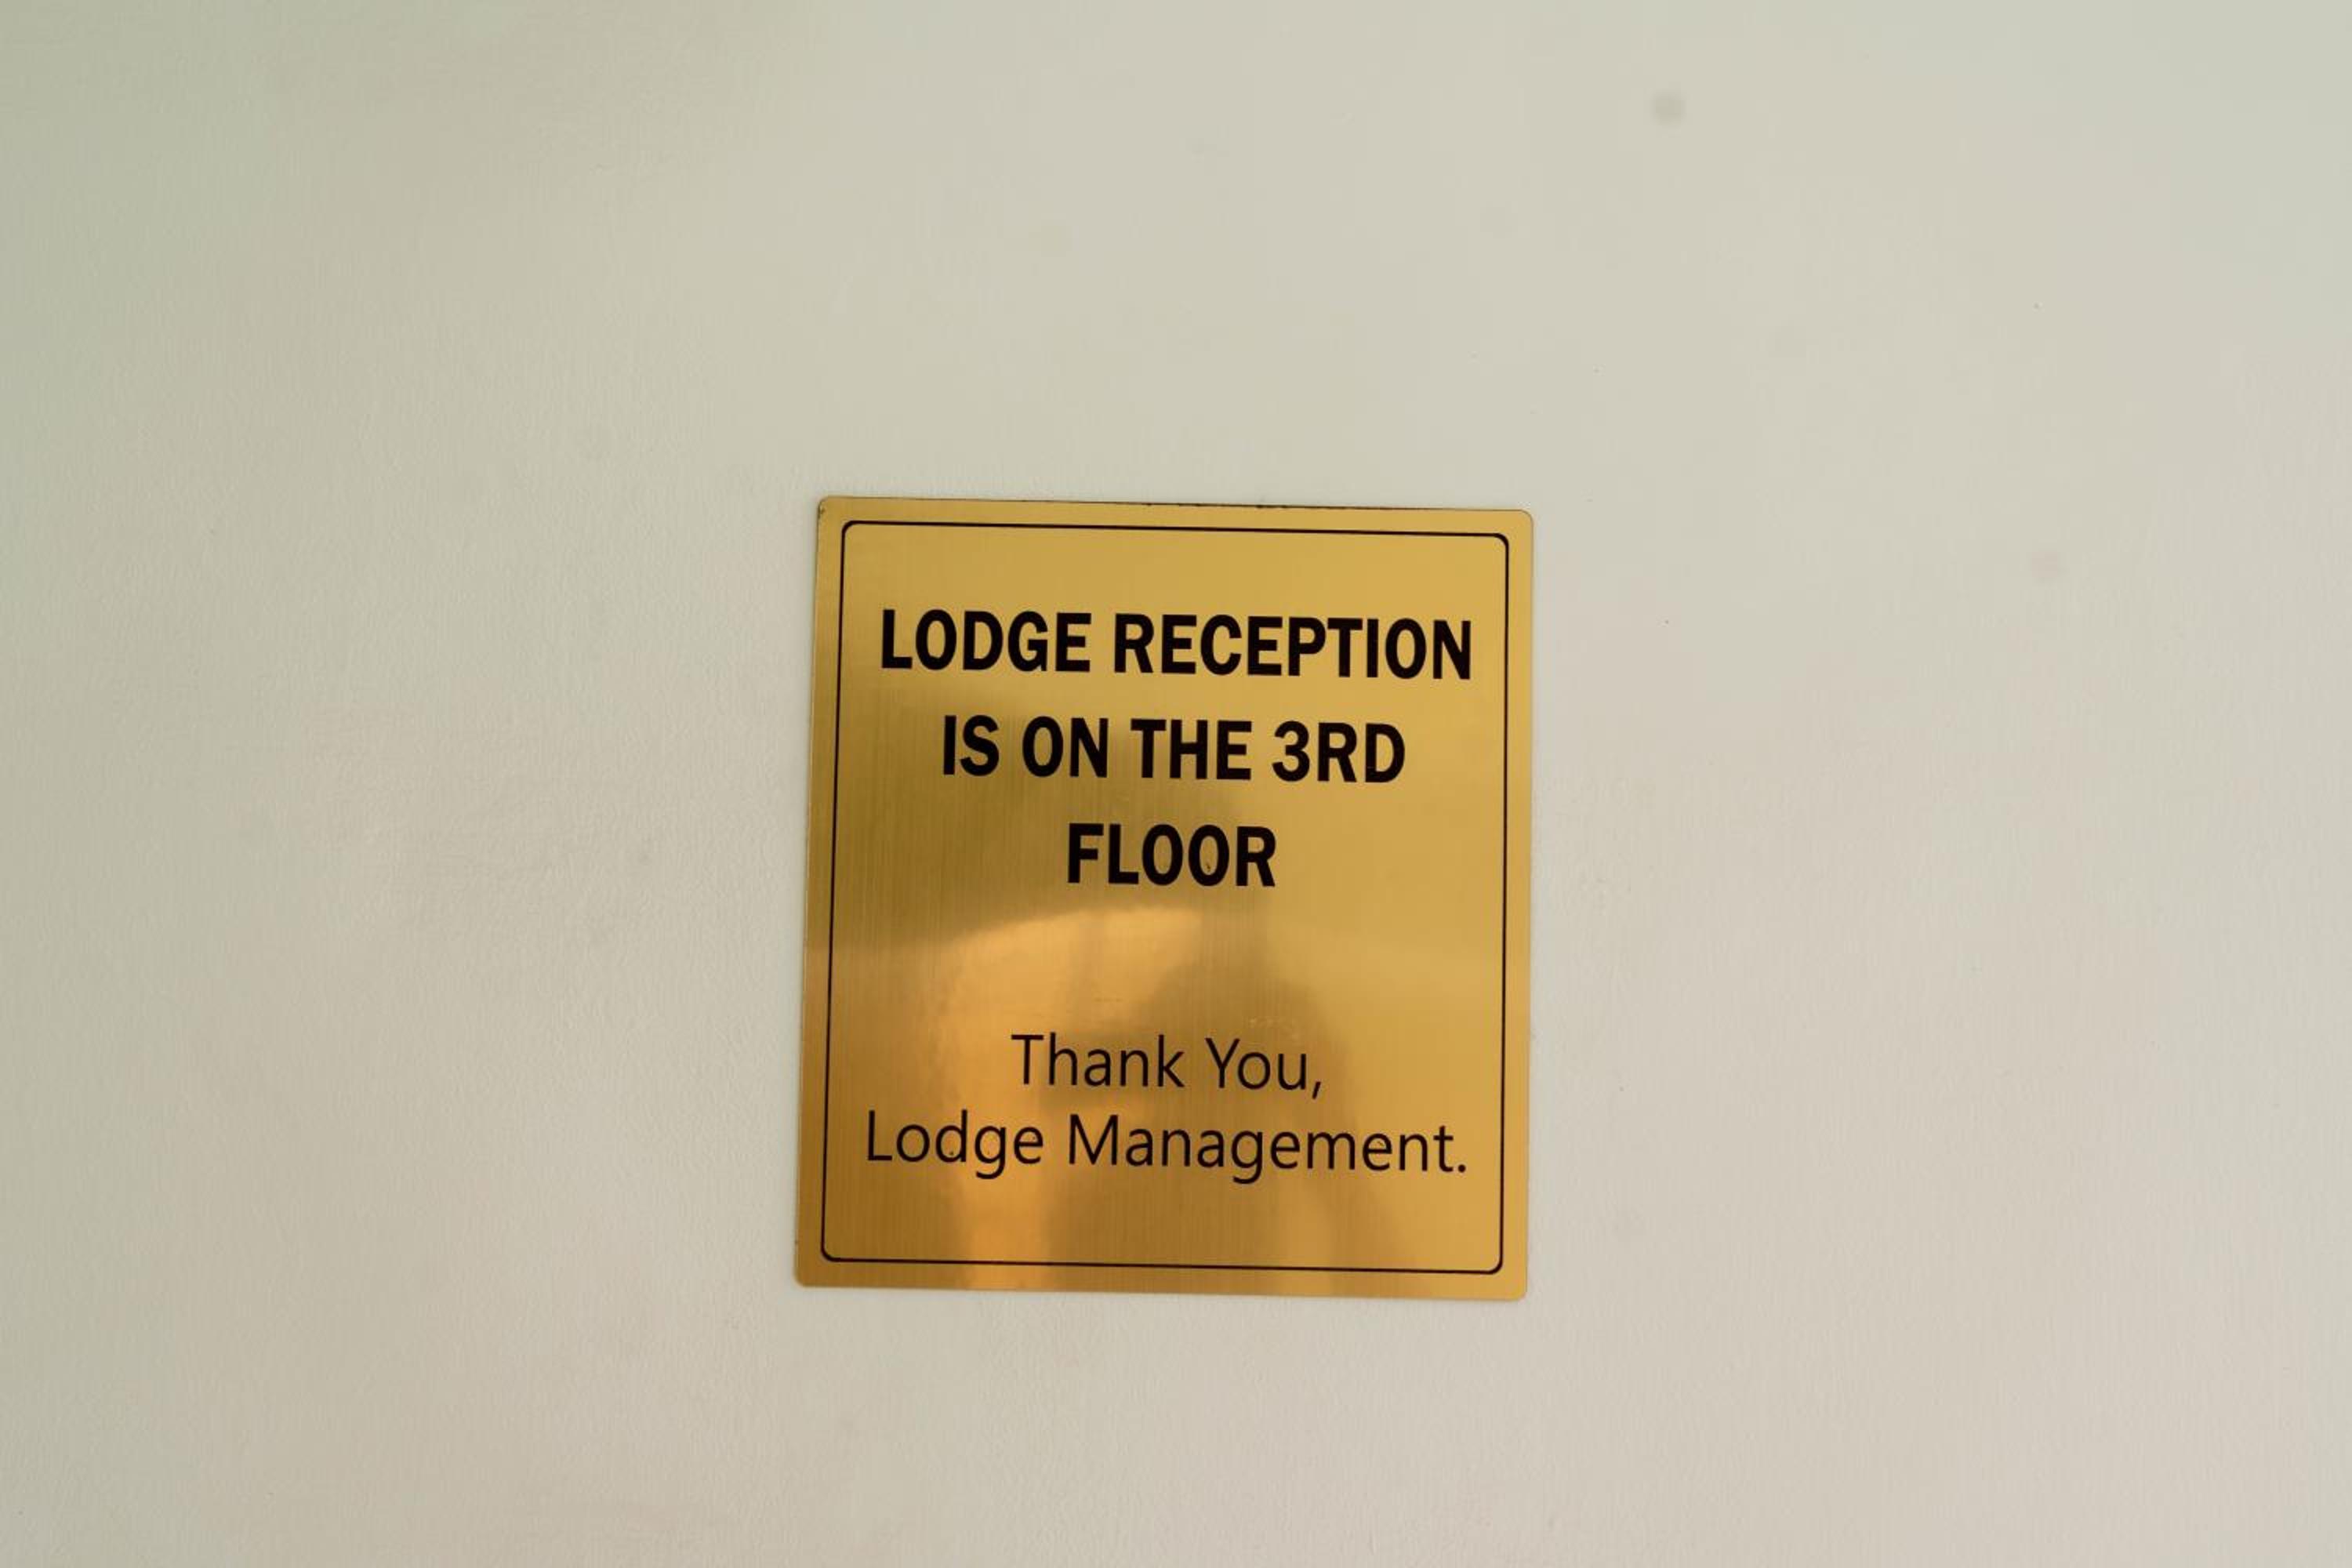 LODGE RECEPTION
IS ON THE 3RD
FLOOR
Thank You,
Lodge Management.